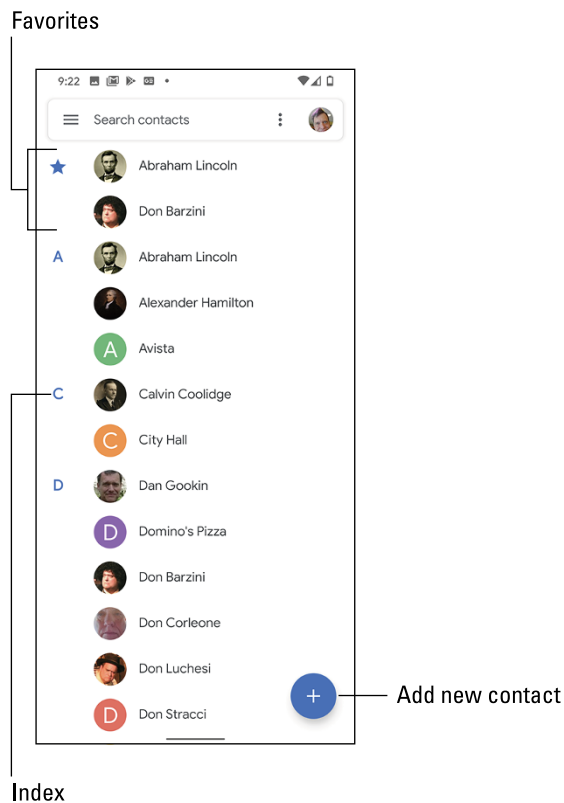 Favorites
9:22
Search contacts
Abraham Lincoln
Don Barzini
A
Abraham Lincoln
Alexander Hamilton
A
Avista
C
Calvin Coolidge
C
City Hall
D
Dan Gookin
D
Domino's Pizza
Don Barzini
Don Corleone
Don Luchesi
D
Don Stracci
+
Add new contact
Index